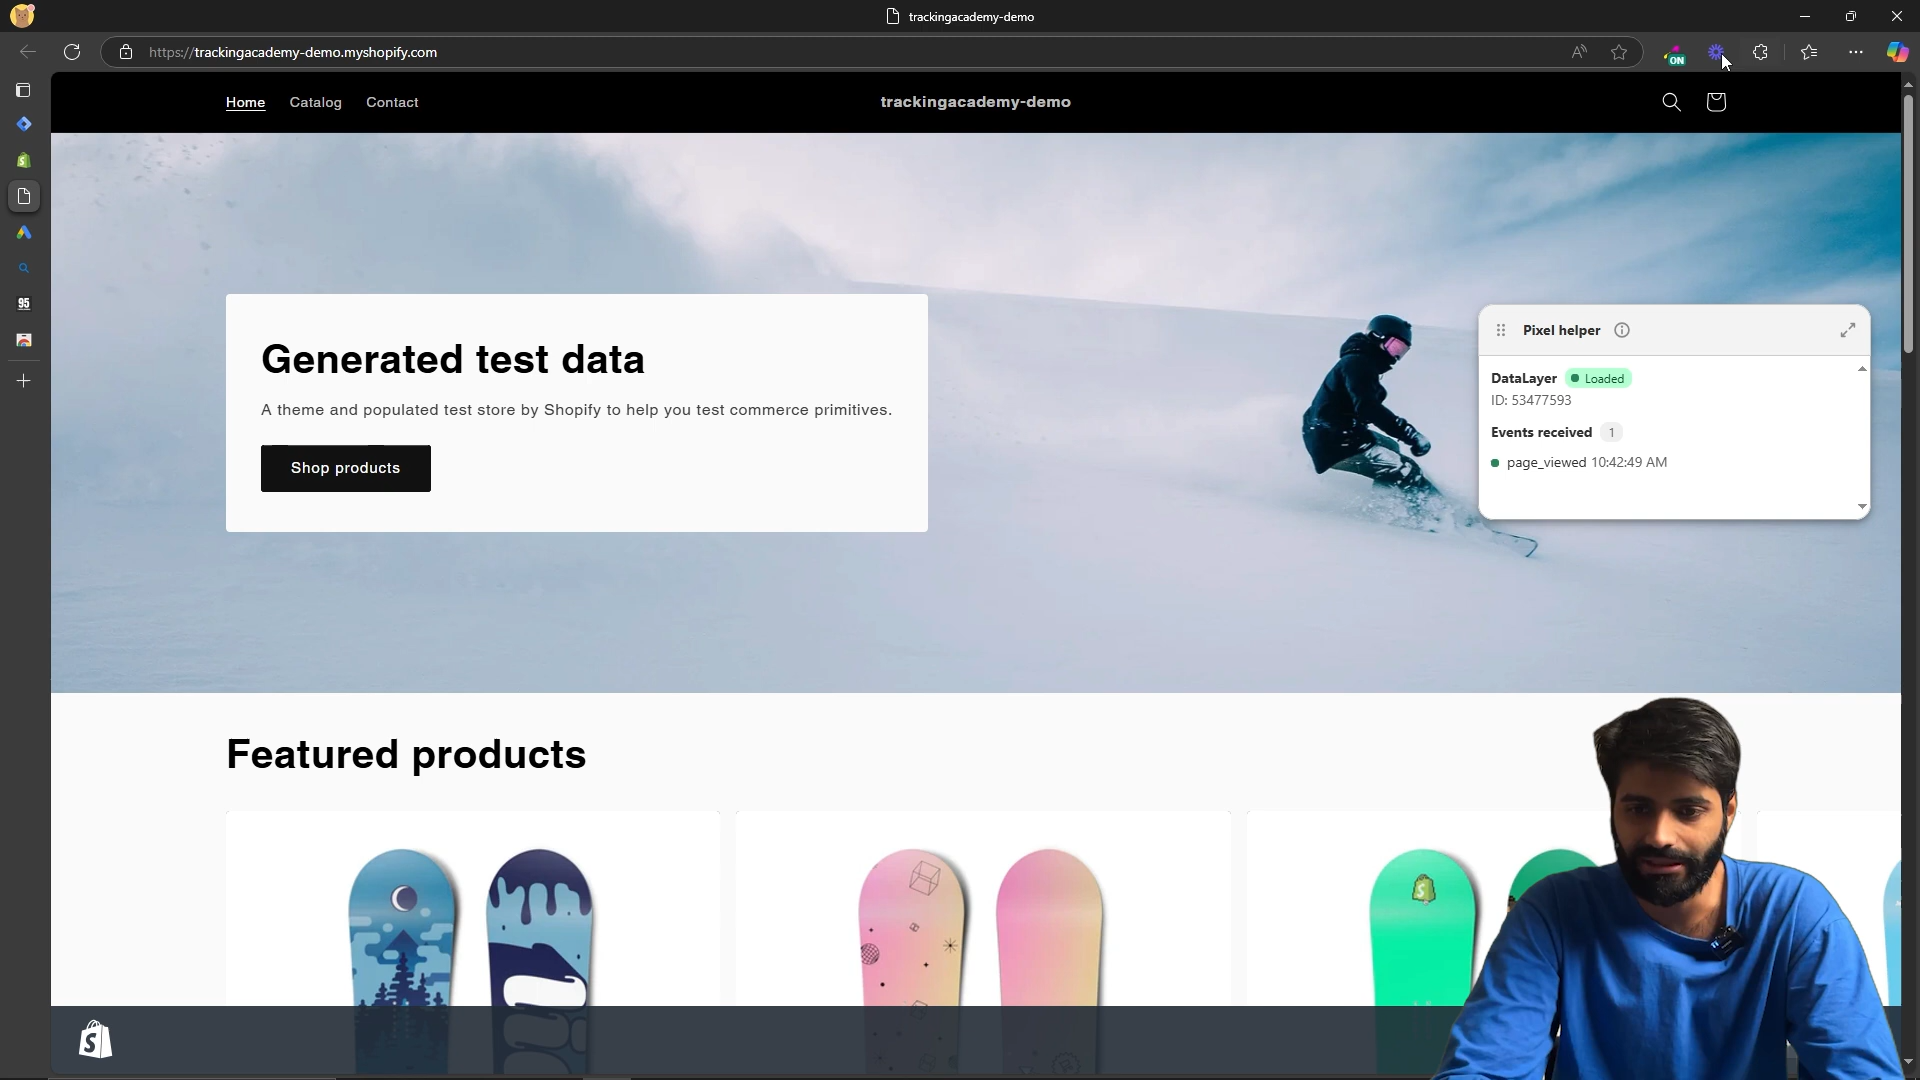 trackingacademy-demo
https://trackingacademy-demo.myshopify.com
ON
Home Catalog Contact
trackingacademy-demo
95
Generated test data
A theme and populated test store by Shopify to help you test commerce primitives.
Shop products
Pixel helper
DataLayer Loaded
ID: 53477593
Events received 1
page_viewed 10:42:49 AM
Featured products